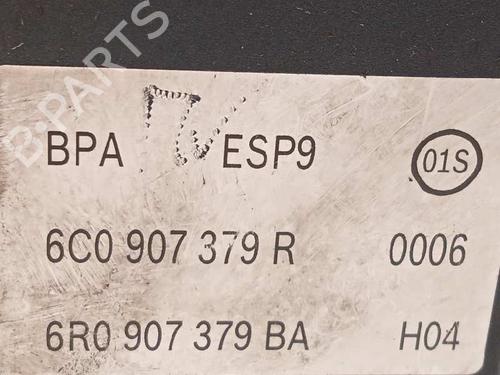 B-PARTS
BPA ESP9 01S
6C0 907 379 R 0006
6R0 907 379 BA H04